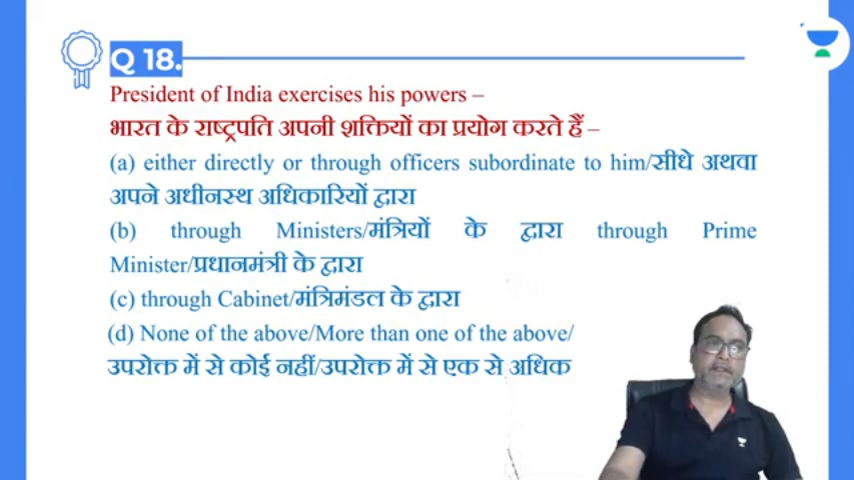 Q 18.
President of India exercises his powers –
भारत के राष्ट्रपति अपनी शक्तियों का प्रयोग करते हैं –
(a) either directly or through officers subordinate to him/सीधे अथवा
अपने अधीनस्थ अधिकारियों द्वारा
(b) through Ministers/मंत्रियों के द्वारा through Prime
Minister/प्रधानमंत्री के द्वारा
(c) through Cabinet/मंत्रिमंडल के द्वारा
(d) None of the above/More than one of the above/
उपरोक्त में से कोई नहीं/उपरोक्त में से एक से अधिक